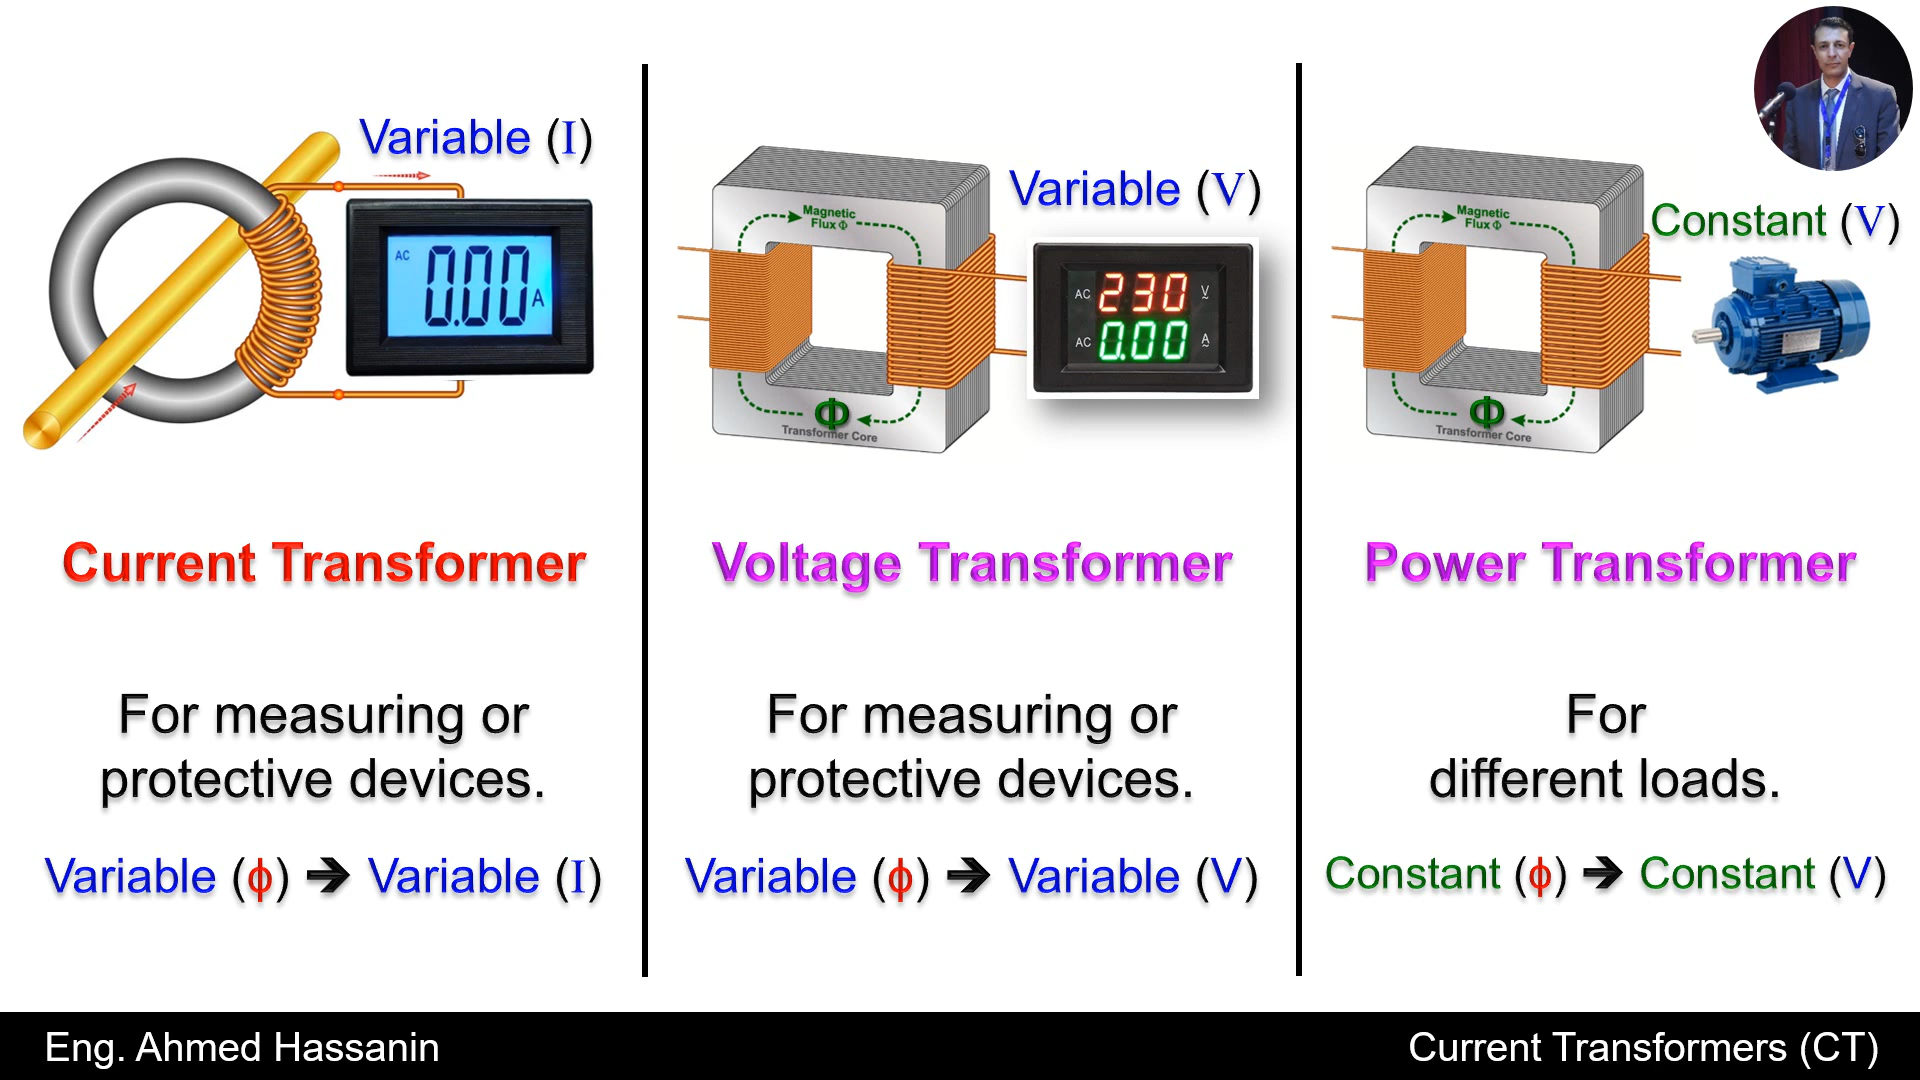 Variable (I)
AC
0.00 A
Current Transformer
For measuring or
protective devices.
Variable (ϕ) ➔ Variable (I)
Variable (V)
Magnetic
Flux Φ
AC 230 V~
AC 0.00 A~
Φ
Transformer Core
Voltage Transformer
For measuring or
protective devices.
Variable (ϕ) ➔ Variable (V)
Constant (V)
Magnetic
Flux Φ
Φ
Transformer Core
Power Transformer
For
different loads.
Constant (ϕ) ➔ Constant (V)
Eng. Ahmed Hassanin
Current Transformers (CT)